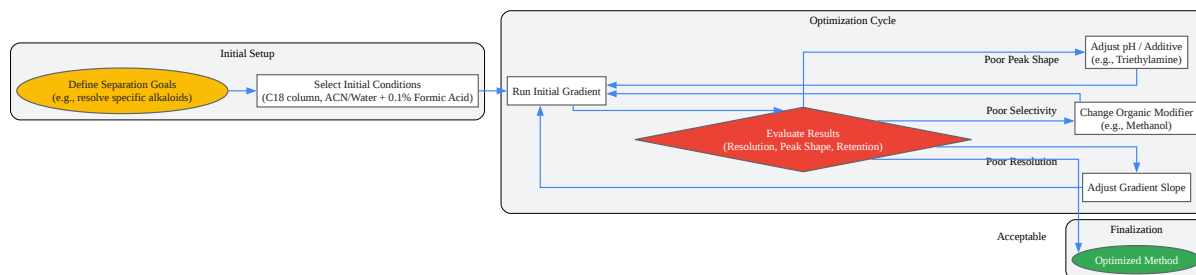 Initial Setup
Define Separation Goals
(e.g., resolve specific alkaloids)
Select Initial Conditions
(C18 column, ACN/Water + 0.1% Formic Acid)
Optimization Cycle
Run Initial Gradient
Evaluate Results
(Resolution, Peak Shape, Retention)
Poor Peak Shape
Adjust pH / Additive
(e.g., Triethylamine)
Poor Selectivity
Change Organic Modifier
(e.g., Methanol)
Poor Resolution
Adjust Gradient Slope
Acceptable
Finalization
Optimized Method